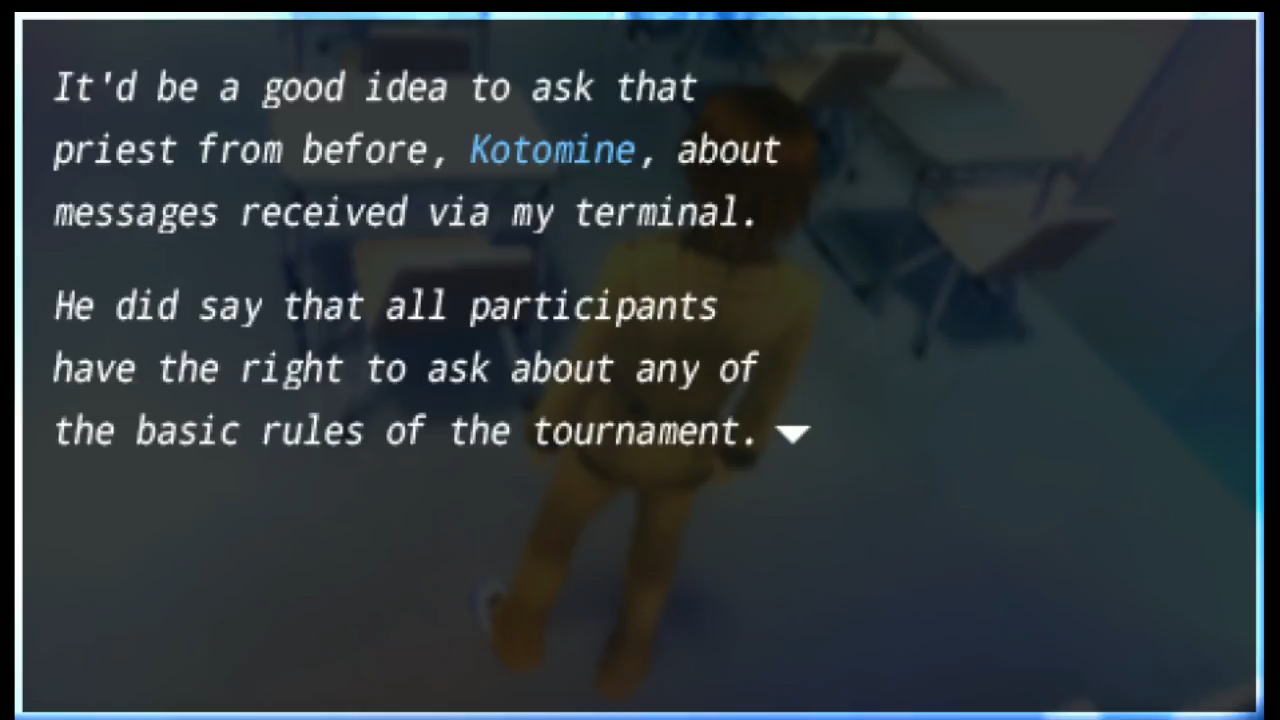 It'd be a good idea to ask that
priest from before, Kotomine, about
messages received via my terminal.
He did say that all participants
have the right to ask about any of
the basic rules of the tournament.